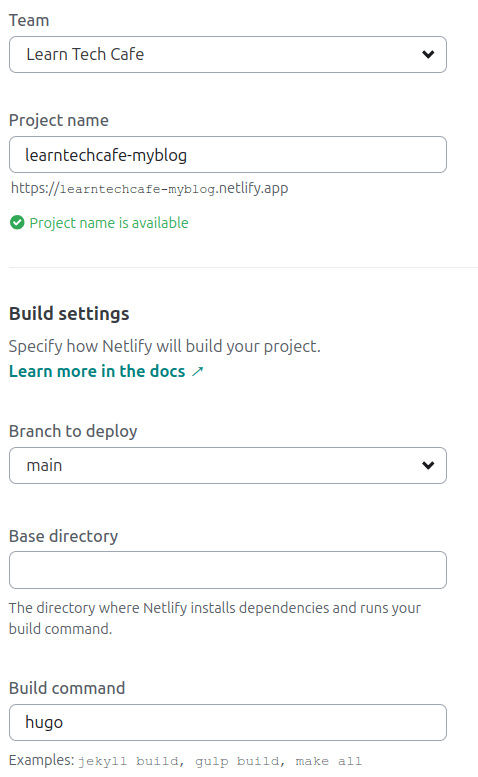 Team
Learn Tech Cafe
Project name
learntechcafe-myblog
https://learntechcafe-myblog.netlify.app
Project name is available
Build settings
Specify how Netlify will build your project.
Learn more in the docs ↗
Branch to deploy
main
Base directory
The directory where Netlify installs dependencies and runs your
build command.
Build command
hugo
Examples: jekyll build, gulp build, make all